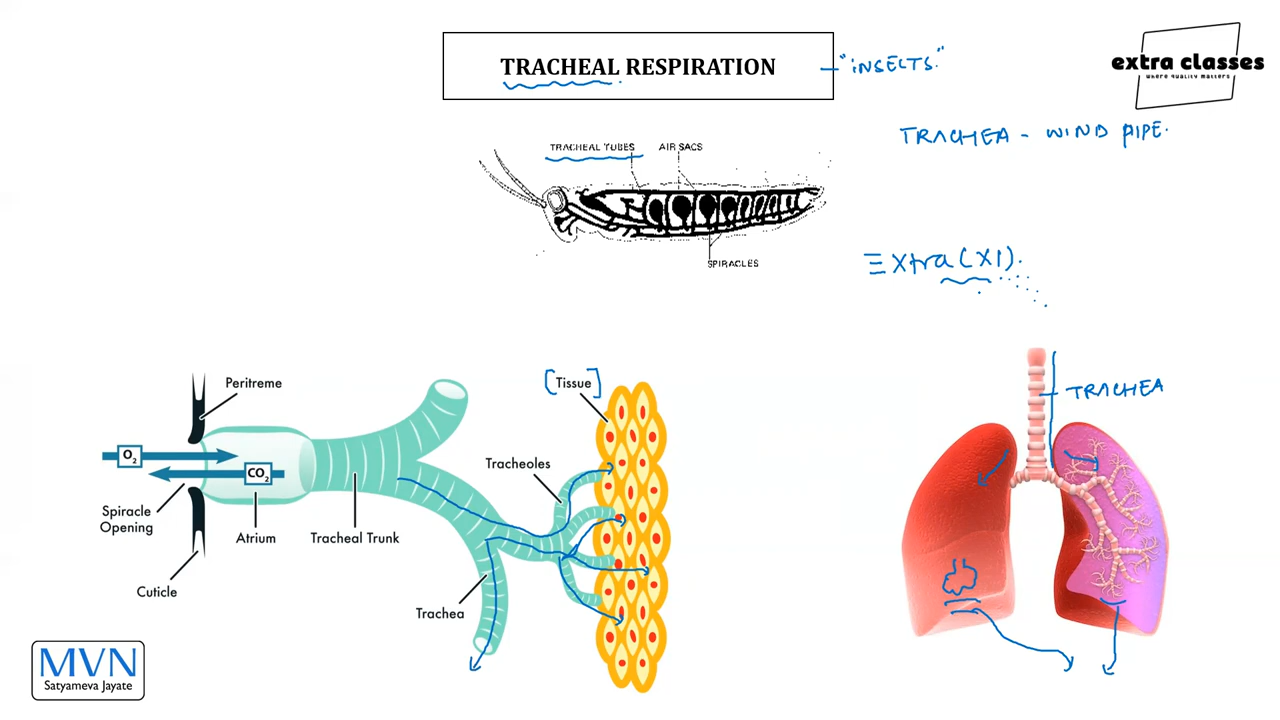 TRACHEAL RESPIRATION
"INSECTS"
extra classes
where quality matters
TRACHEA - WIND PIPE.
TRACHEAL TUBES
AIR SACS
SPIRACLES
Extra(XI).
Peritreme
O₂
CO₂
Spiracle
Opening
Atrium
Tracheal Trunk
Cuticle
Trachea
Tracheoles
[Tissue]
TRACHEA
MVN
Satyameva Jayate